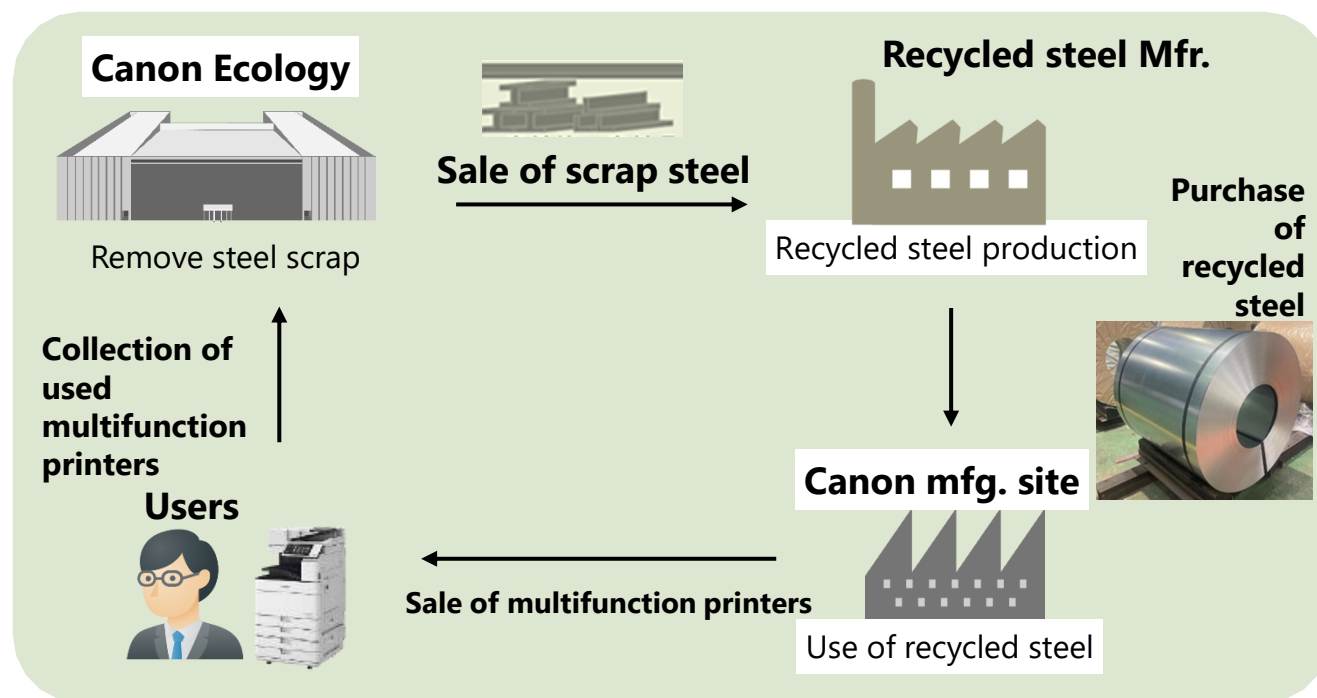 Canon Ecology
Remove steel scrap
Sale of scrap steel
Recycled steel Mfr.
Recycled steel production
Purchase
of
recycled
steel
Canon mfg. site
Use of recycled steel
Sale of multifunction printers
Users
Collection of
used
multifunction
printers